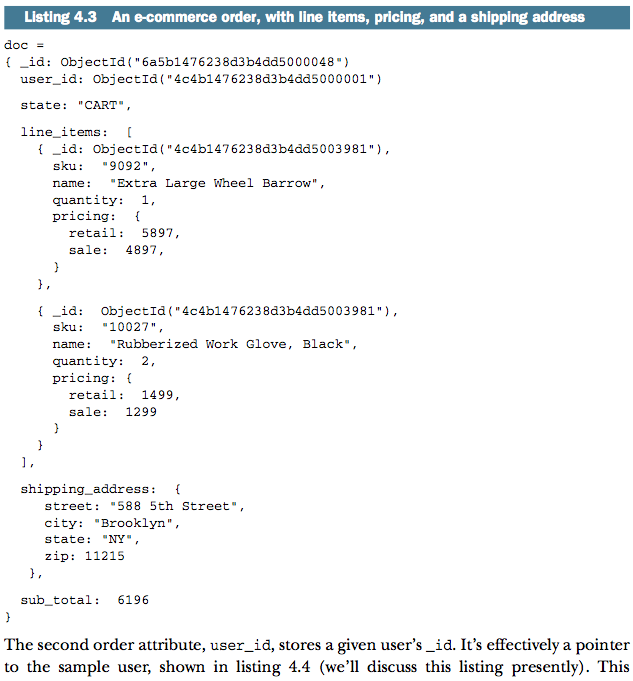 Listing 4.3 An e-commerce order, with line items, pricing, and a shipping address
doc =
{ _id: ObjectId("6a5b1476238d3b4dd5000048")
user_id: ObjectId("4c4b1476238d3b4dd5000001")
state: "CART",
line_items: [
{ _id: ObjectId("4c4b1476238d3b4dd5003981"),
sku: "9092",
name: "Extra Large Wheel Barrow",
quantity: 1,
pricing: {
retail: 5897,
sale: 4897,
}
},
{ _id: ObjectId("4c4b1476238d3b4dd5003981"),
sku: "10027",
name: "Rubberized Work Glove, Black",
quantity: 2,
pricing: {
retail: 1499,
sale: 1299
}
}
],
shipping_address: {
street: "588 5th Street",
city: "Brooklyn",
state: "NY",
zip: 11215
},
sub_total: 6196
}
The second order attribute, user_id, stores a given user's _id. It's effectively a pointer
to the sample user, shown in listing 4.4 (we'll discuss this listing presently). This